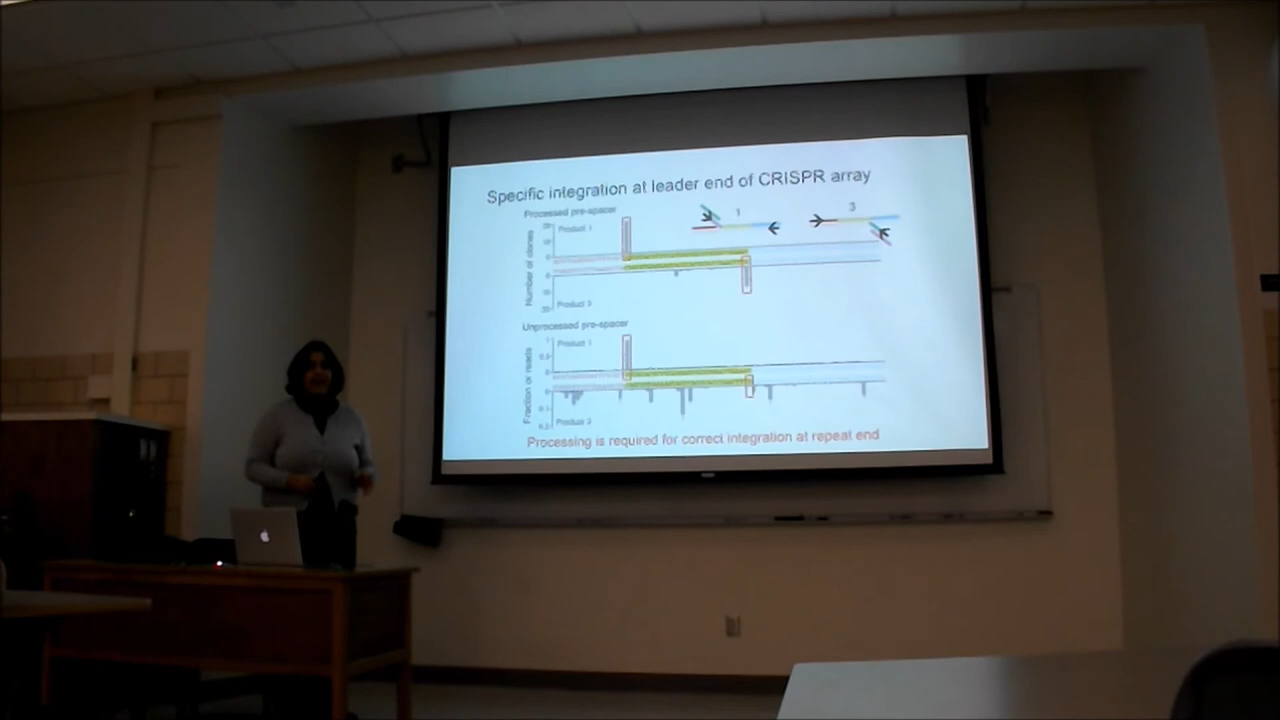 Specific integration at leader end of CRISPR array
Processed pre-spacer
1
3
Product 1
Number of clones
Product 3
Unprocessed pre-spacer
Product 1
Fraction of reads
Processing is required for correct integration at repeat end